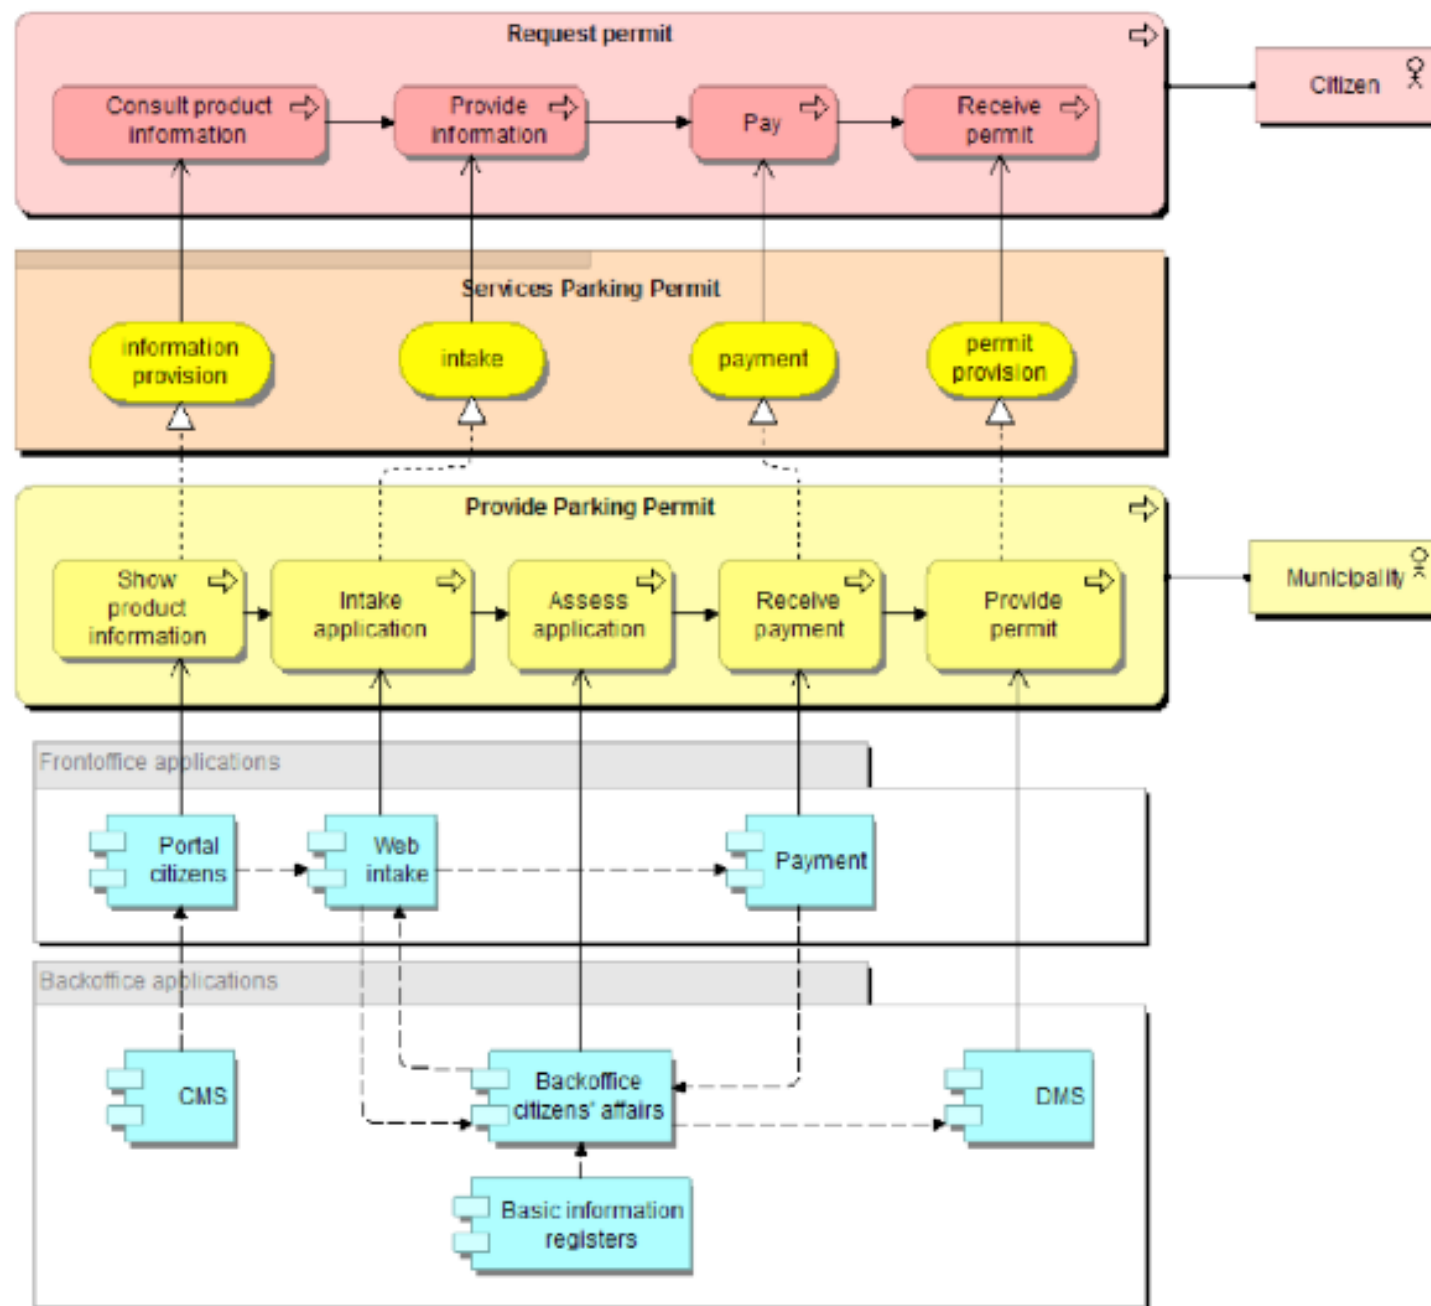 Request permit
Citizen
Consult product
information
Provide
information
Pay
Receive
permit
Services Parking Permit
information
provision
intake
payment
permit
provision
Provide Parking Permit
Municipality
Show
product
information
Intake
application
Assess
application
Receive
payment
Provide
permit
Frontoffice applications
Portal
citizens
Web
intake
Payment
Backoffice applications
CMS
Backoffice
citizens' affairs
DMS
Basic information
registers